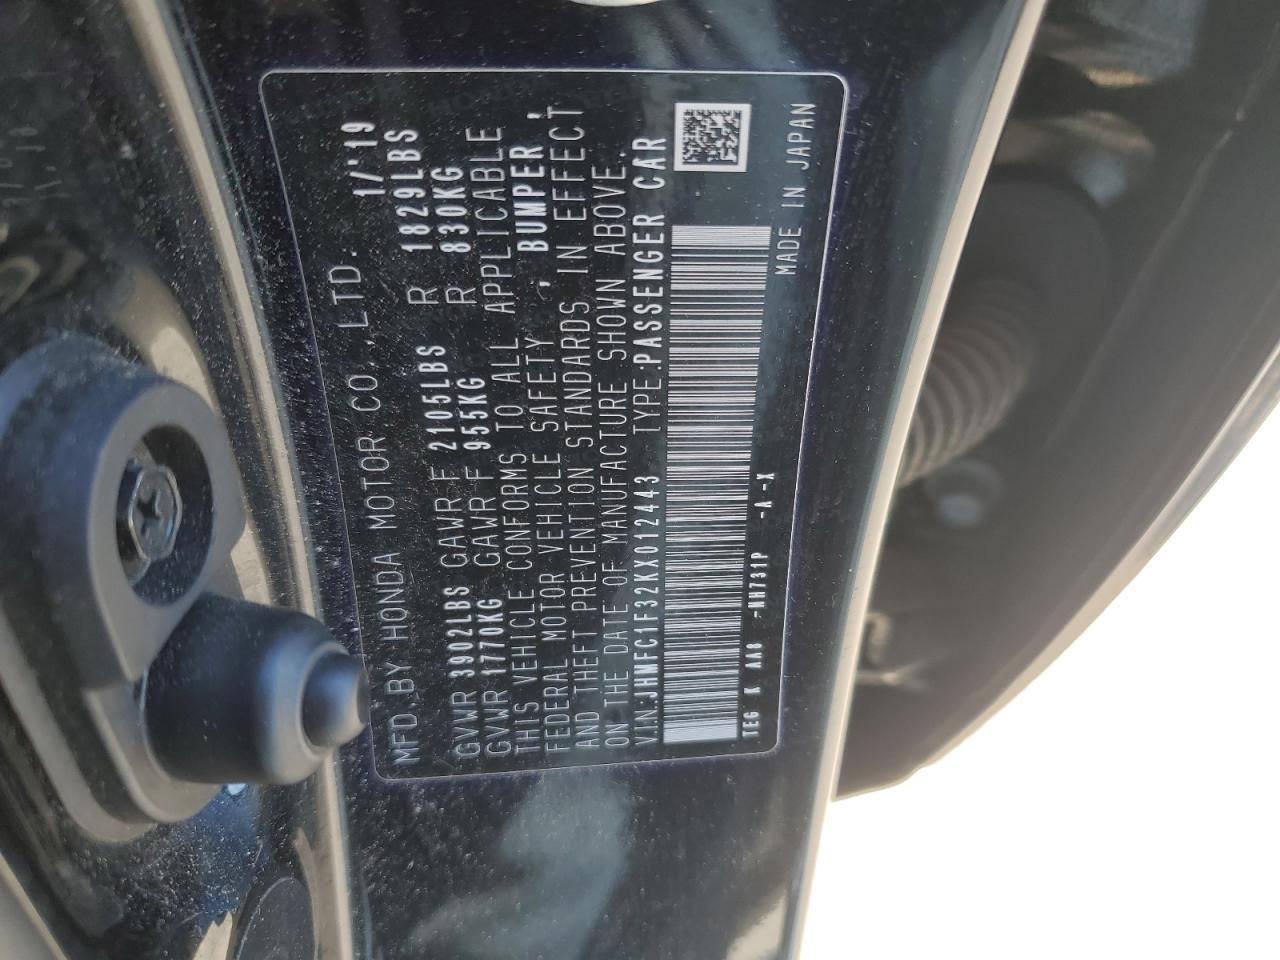 MFD.BY HONDA MOTOR CO., LTD. 1/'19
GVWR 3902LBS GAWR F 2105LBS R 1829LBS
GVWR 1770KG GAWR F 955KG R 830KG
THIS VEHICLE CONFORMS TO ALL APPLICABLE
FEDERAL MOTOR VEHICLE SAFETY, BUMPER,
AND THEFT PREVENTION STANDARDS IN EFFECT
ON THE DATE OF MANUFACTURE SHOWN ABOVE.
V.I.N:JHMFC1F32KX012443 TYPE:PASSENGER CAR
TEG K AA8 -NH731P -A-X
MADE IN JAPAN